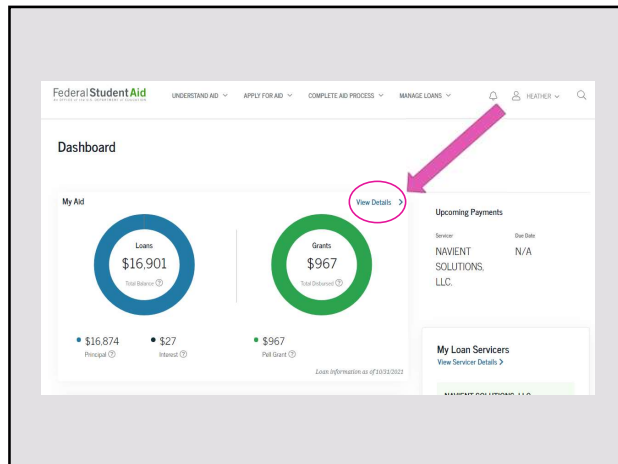 Federal Student Aid
AN OFFICE OF THE U.S. DEPARTMENT of EDUCATION
UNDERSTAND AID
APPLY FOR AID
COMPLETE AID PROCESS
MANAGE LOANS
HEATHER
Dashboard
My Aid
View Details >
Loans
$16,901
Total Balance ?
Grants
$967
Total Disbursed ?
$16,874
Principal ?
$27
Interest ?
$967
Pell Grant ?
Loan Information as of 10/31/2021
Upcoming Payments
Servicer Due Date
NAVIENT N/A
SOLUTIONS,
LLC.
My Loan Servicers
View Servicer Details >
NAVIENT SOLUTIONS, LLC